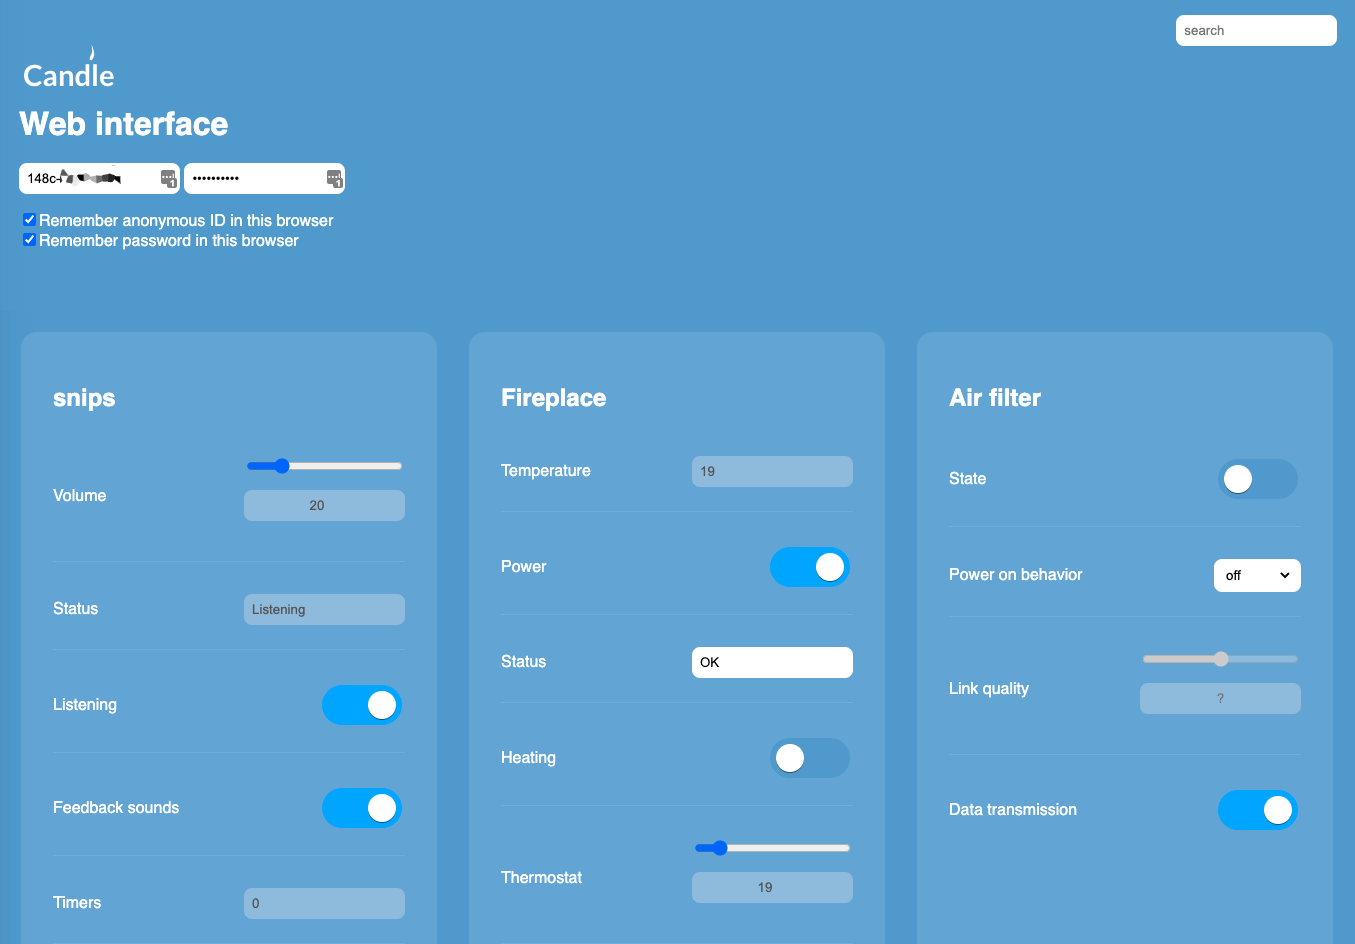 search
Candle
Web interface
148c
••••••••••
Remember anonymous ID in this browser
Remember password in this browser
snips
Volume
20
Status
Listening
Listening
Feedback sounds
Timers
0
Fireplace
Temperature
19
Power
Status
OK
Heating
Thermostat
19
Air filter
State
Power on behavior
off
Link quality
?
Data transmission